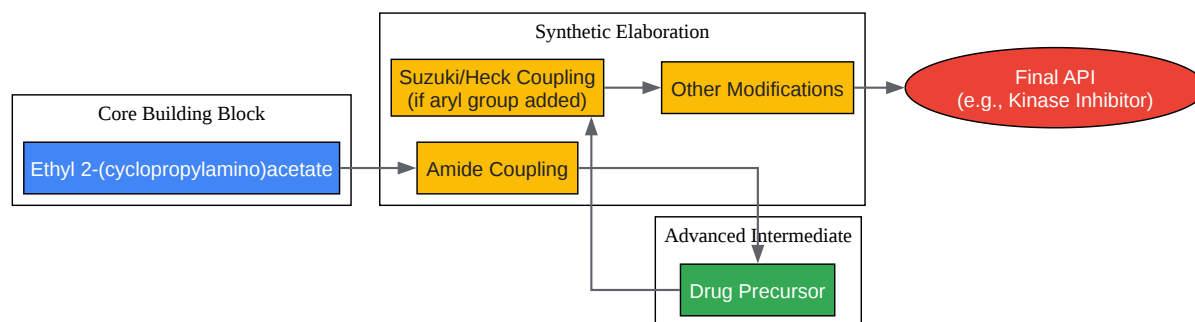 Synthetic Elaboration
Suzuki/Heck Coupling
(if aryl group added)
Other Modifications
Final API
(e.g., Kinase Inhibitor)
Core Building Block
Ethyl 2-(cyclopropylamino)acetate
Amide Coupling
Advanced Intermediate
Drug Precursor